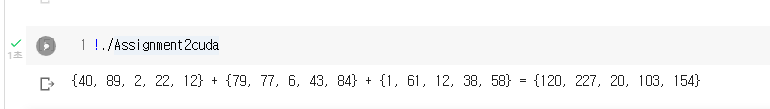 1초
1 !./Assignment2cuda
{40, 89, 2, 22, 12} + {79, 77, 6, 43, 84} + {1, 61, 12, 38, 58} = {120, 227, 20, 103, 154}